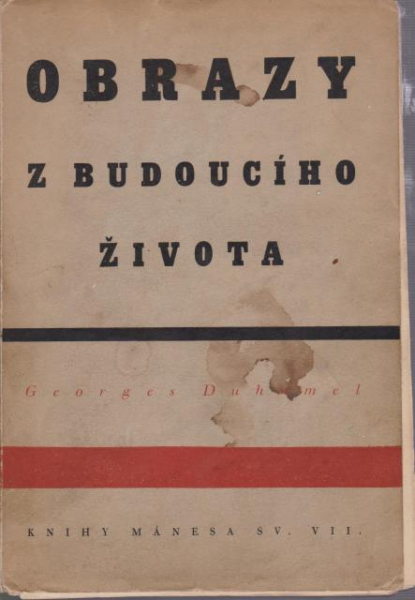 OBRAZY
Z BUDOUCÍHO
ŽIVOTA
Georges Duhamel
KNIHY MÁNESA SV. VII.